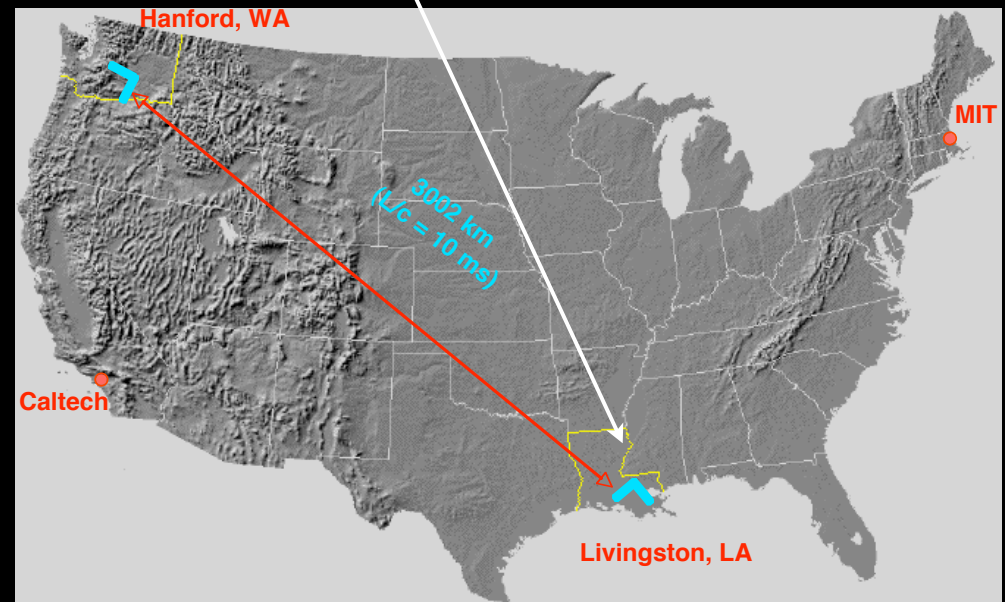 Hanford, WA
MIT
3002 km
(L/c = 10 ms)
Caltech
Livingston, LA